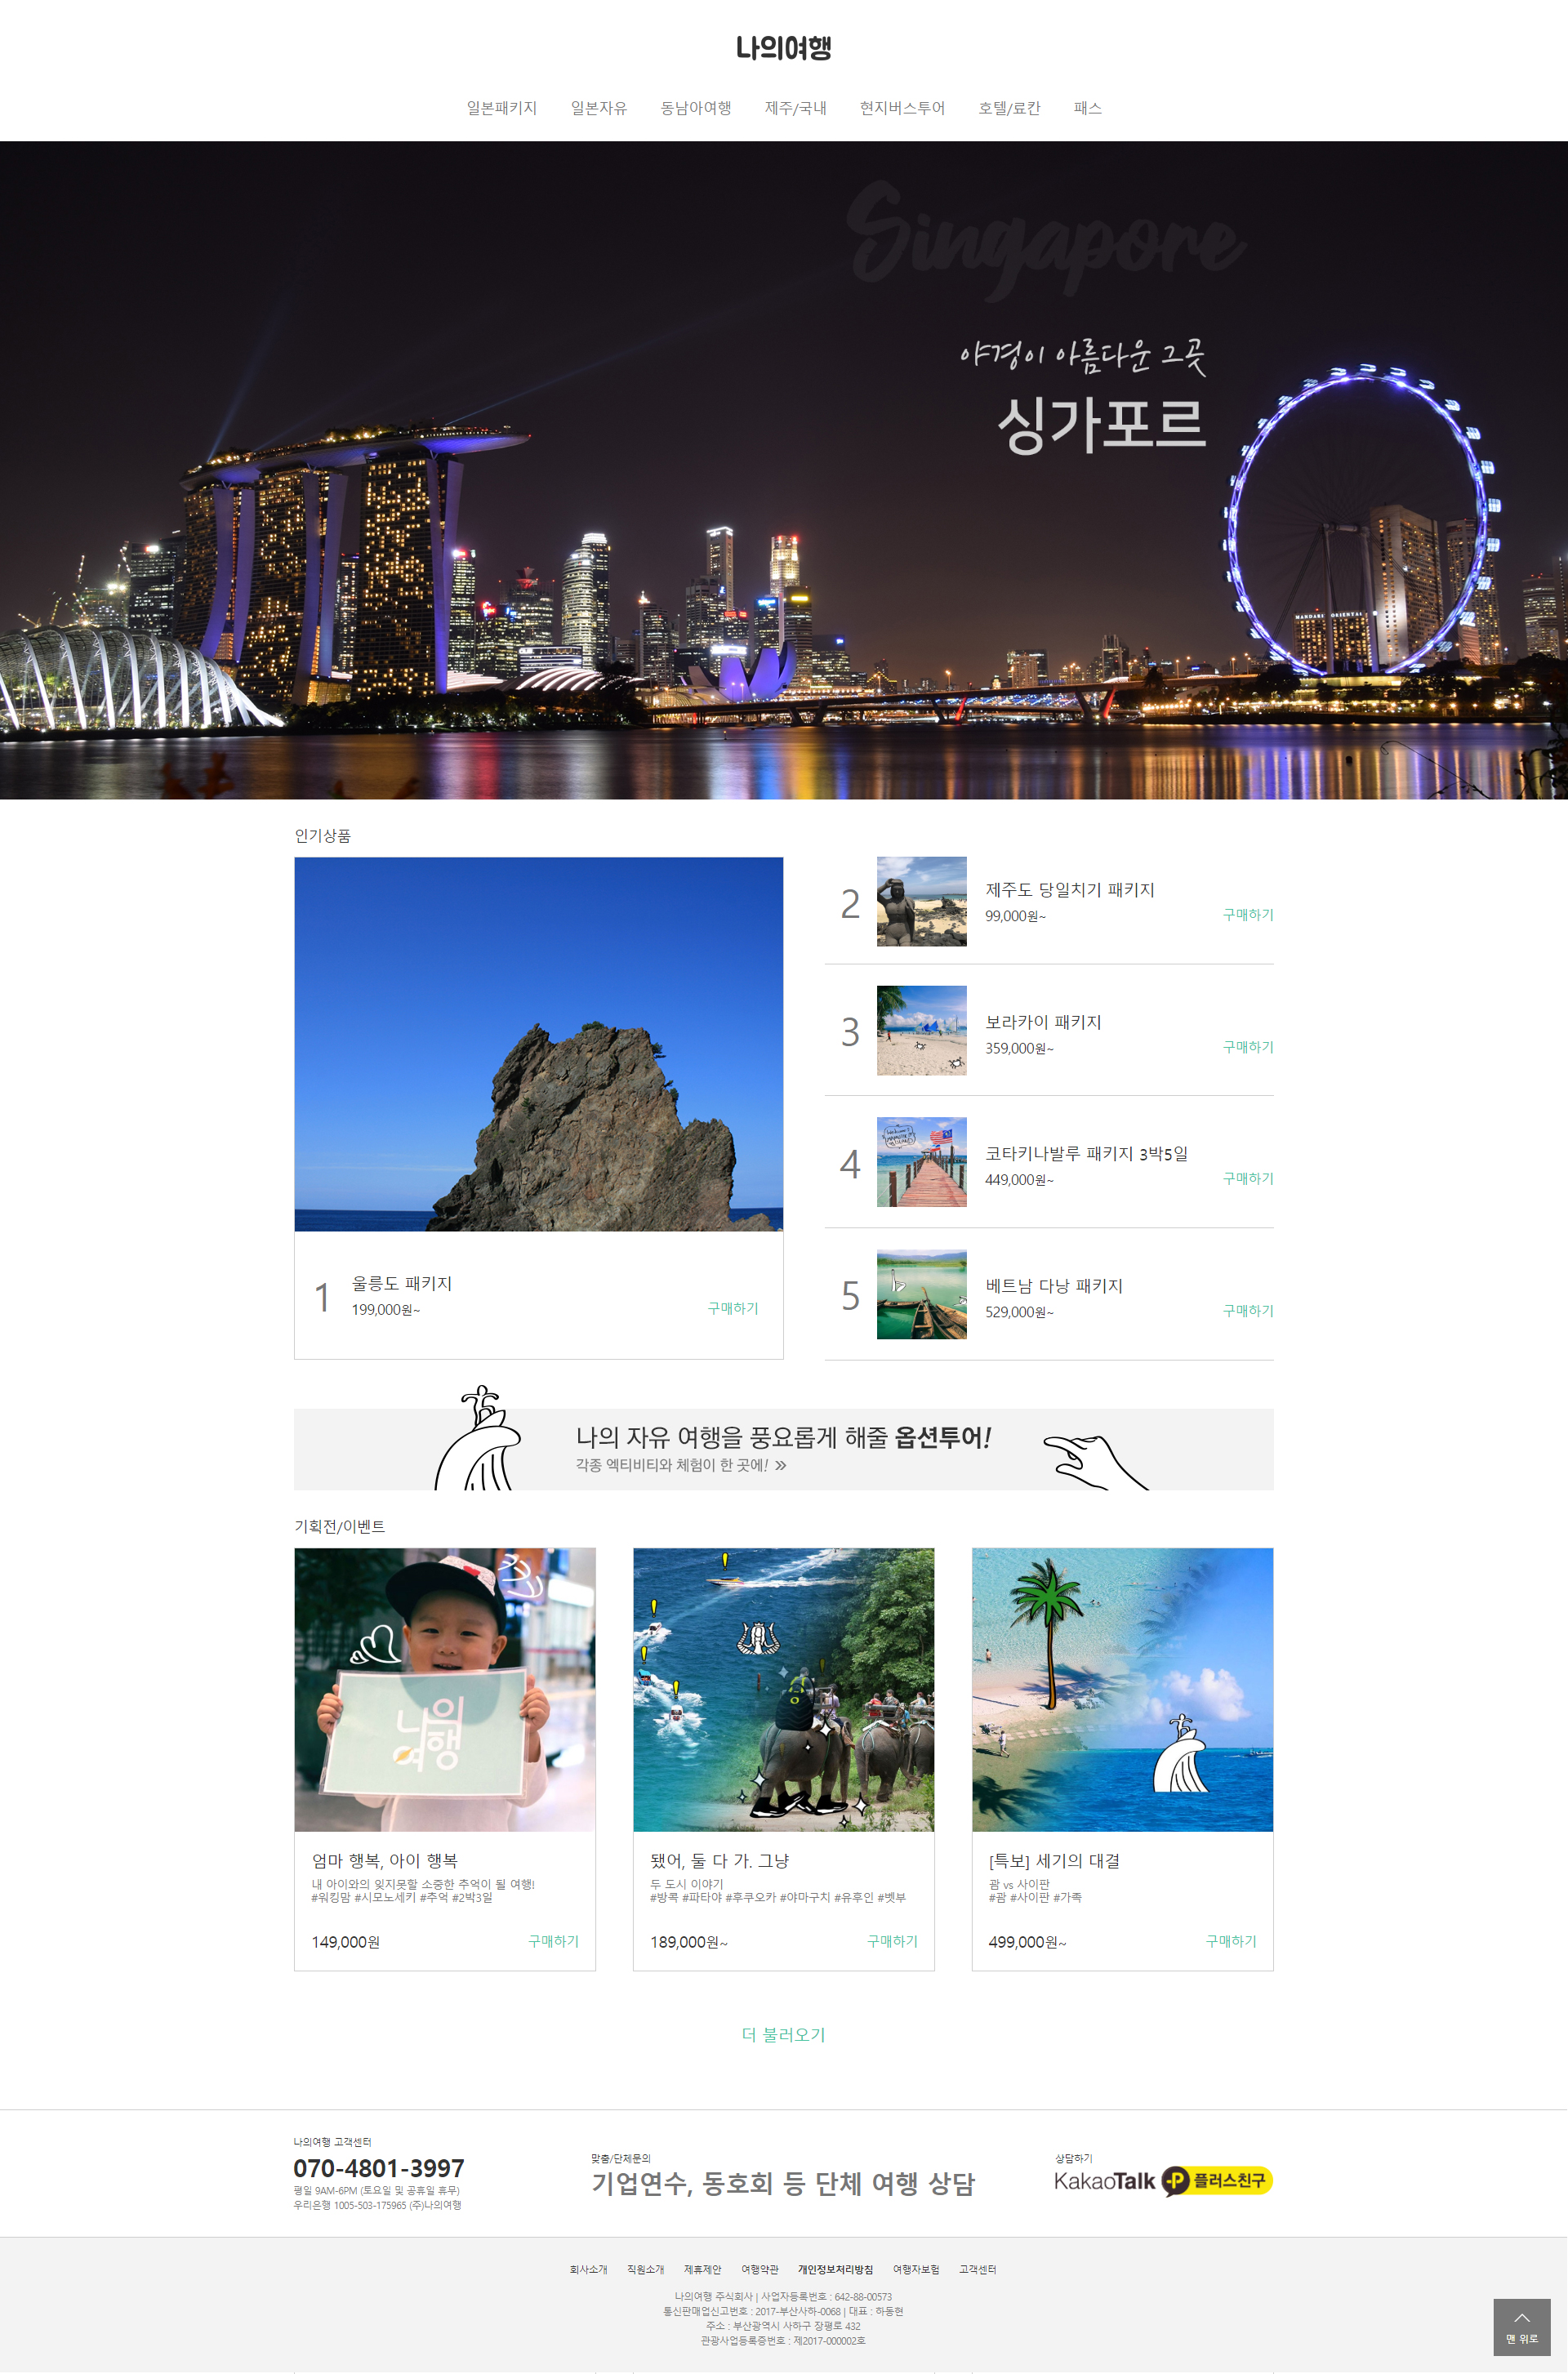 나의여행
일본패키지 일본자유 동남아여행 제주/국내 현지버스투어 호텔/료칸 패스
Singapore
야경이 아름다운 그곳
싱가포르
MANDARIN ORIENTAL
인기상품
1
울릉도 패키지
199,000원~
구매하기
2
제주도 당일치기 패키지
99,000원~
구매하기
3
보라카이 패키지
359,000원~
구매하기
4
코타키나발루 패키지 3박5일
449,000원~
구매하기
5
베트남 다낭 패키지
529,000원~
구매하기
나의 자유 여행을 풍요롭게 해줄 옵션투어!
각종 엑티비티와 체험이 한 곳에! »
기획전/이벤트
나의
여행
엄마 행복, 아이 행복
내 아이와의 잊지못할 소중한 추억이 될 여행!
#워킹맘 #시모노세키 #추억 #2박3일
149,000원
구매하기
됐어, 둘 다 가. 그냥
두 도시 이야기
#방콕 #파타야 #후쿠오카 #야마구치 #유후인 #벳부
189,000원~
구매하기
[특보] 세기의 대결
괌 vs 사이판
#괌 #사이판 #가족
499,000원~
구매하기
더 불러오기
나의여행 고객센터
070-4801-3997
평일 9AM-6PM (토요일 및 공휴일 휴무)
우리은행 1005-503-175965 (주)나의여행
맞춤/단체문의
기업연수, 동호회 등 단체 여행 상담
상담하기
KakaoTalk P 플러스친구
회사소개 직원소개 제휴제안 여행약관 개인정보처리방침 여행자보험 고객센터
나의여행 주식회사 | 사업자등록번호 : 642-88-00573
통신판매업신고번호 : 2017-부산사하-0068 | 대표 : 하동현
주소 : 부산광역시 사하구 장평로 432
관광사업등록증번호 : 제2017-000002호
맨 위로